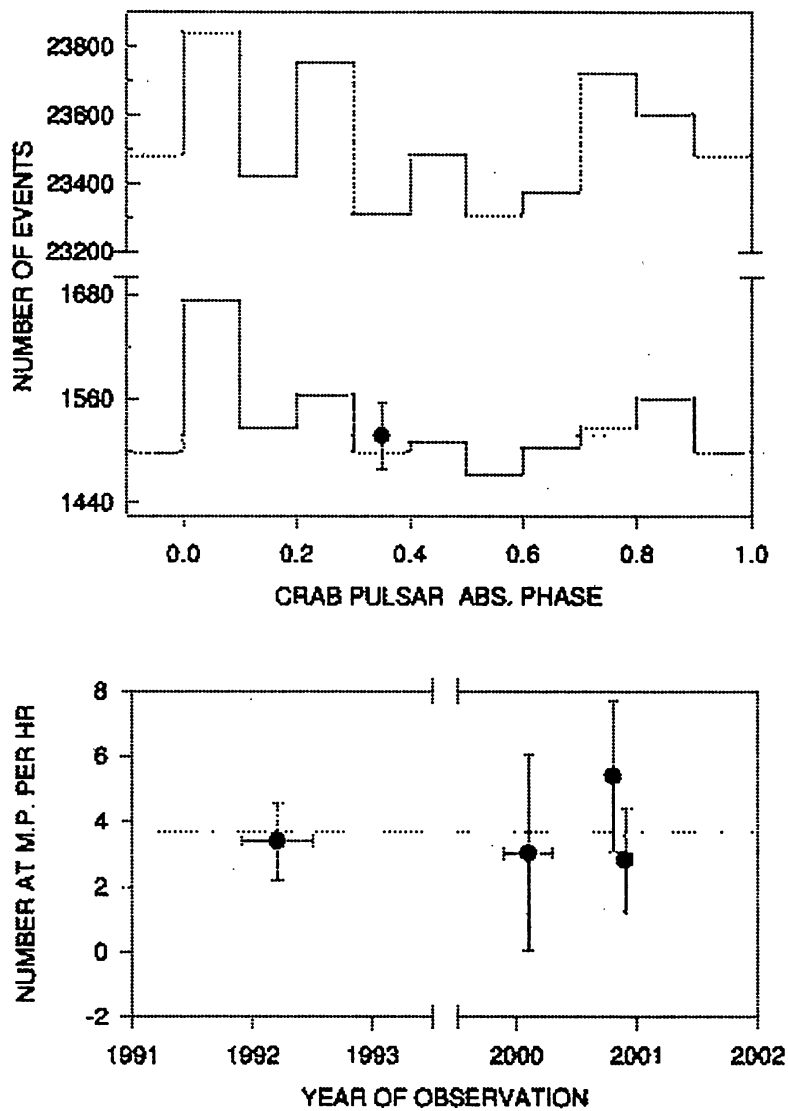 23800
23600
23400
23200
1680
1560
1440
NUMBER OF EVENTS
0.0 0.2 0.4 0.6 0.8 1.0
CRAB PULSAR ABS. PHASE
8
6
4
2
0
-2
NUMBER AT M.P. PER HR
1991 1992 1993 2000 2001 2002
YEAR OF OBSERVATION